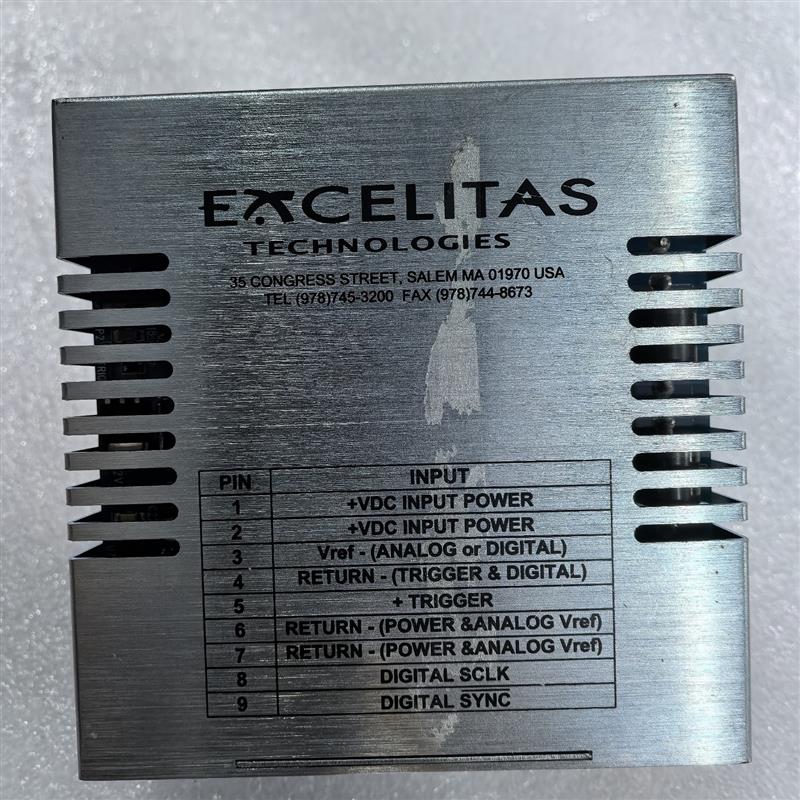 EXCELITAS
TECHNOLOGIES
35 CONGRESS STREET, SALEM MA 01970 USA
TEL (978)745-3200 FAX (978)744-8673
PIN INPUT
1 +VDC INPUT POWER
2 +VDC INPUT POWER
3 Vref - (ANALOG or DIGITAL)
4 RETURN - (TRIGGER & DIGITAL)
5 + TRIGGER
6 RETURN - (POWER &ANALOG Vref)
7 RETURN - (POWER &ANALOG Vref)
8 DIGITAL SCLK
9 DIGITAL SYNC